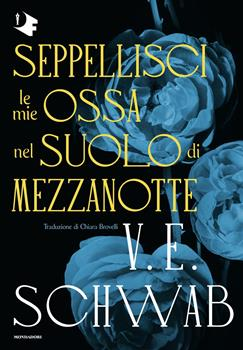 SEPPELLISCI
le mie OSSA
nel SUOLO di
MEZZANOTTE
Traduzione di Chiara Brovelli
V. E.
SCHWAB
MONDADORI